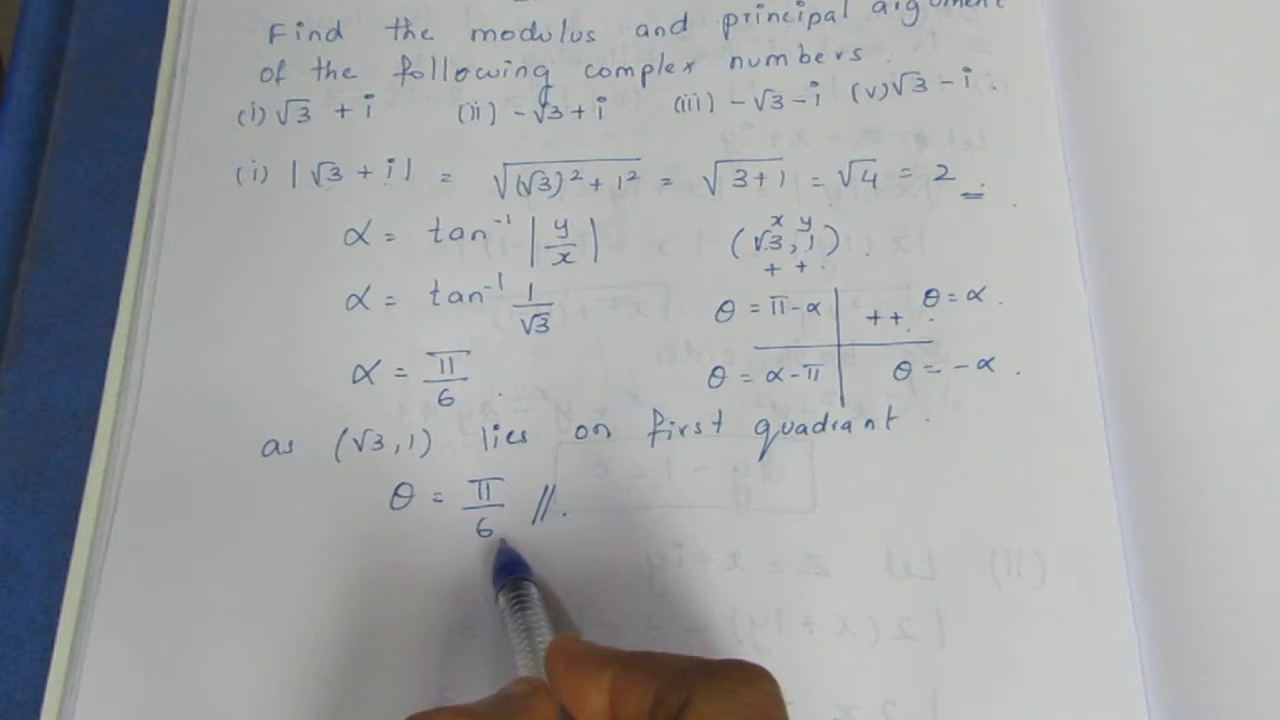 Find the modulus and principal argument
of the following complex numbers.
(i) √3 + i (ii) -√3 + i (iii) -√3 - i (v) √3 - i .
(i) |√3 + i| = √((√3)² + 1²) = √(3+1) = √4 = 2
α = tan⁻¹ |y/x| (√3, 1)
x y
+ +
α = tan⁻¹ 1/√3
θ = π-α ++ θ = α .
α = π/6 .
θ = α-π θ = -α .
as (√3, 1) lies on first quadrant .
θ = π/6 //.